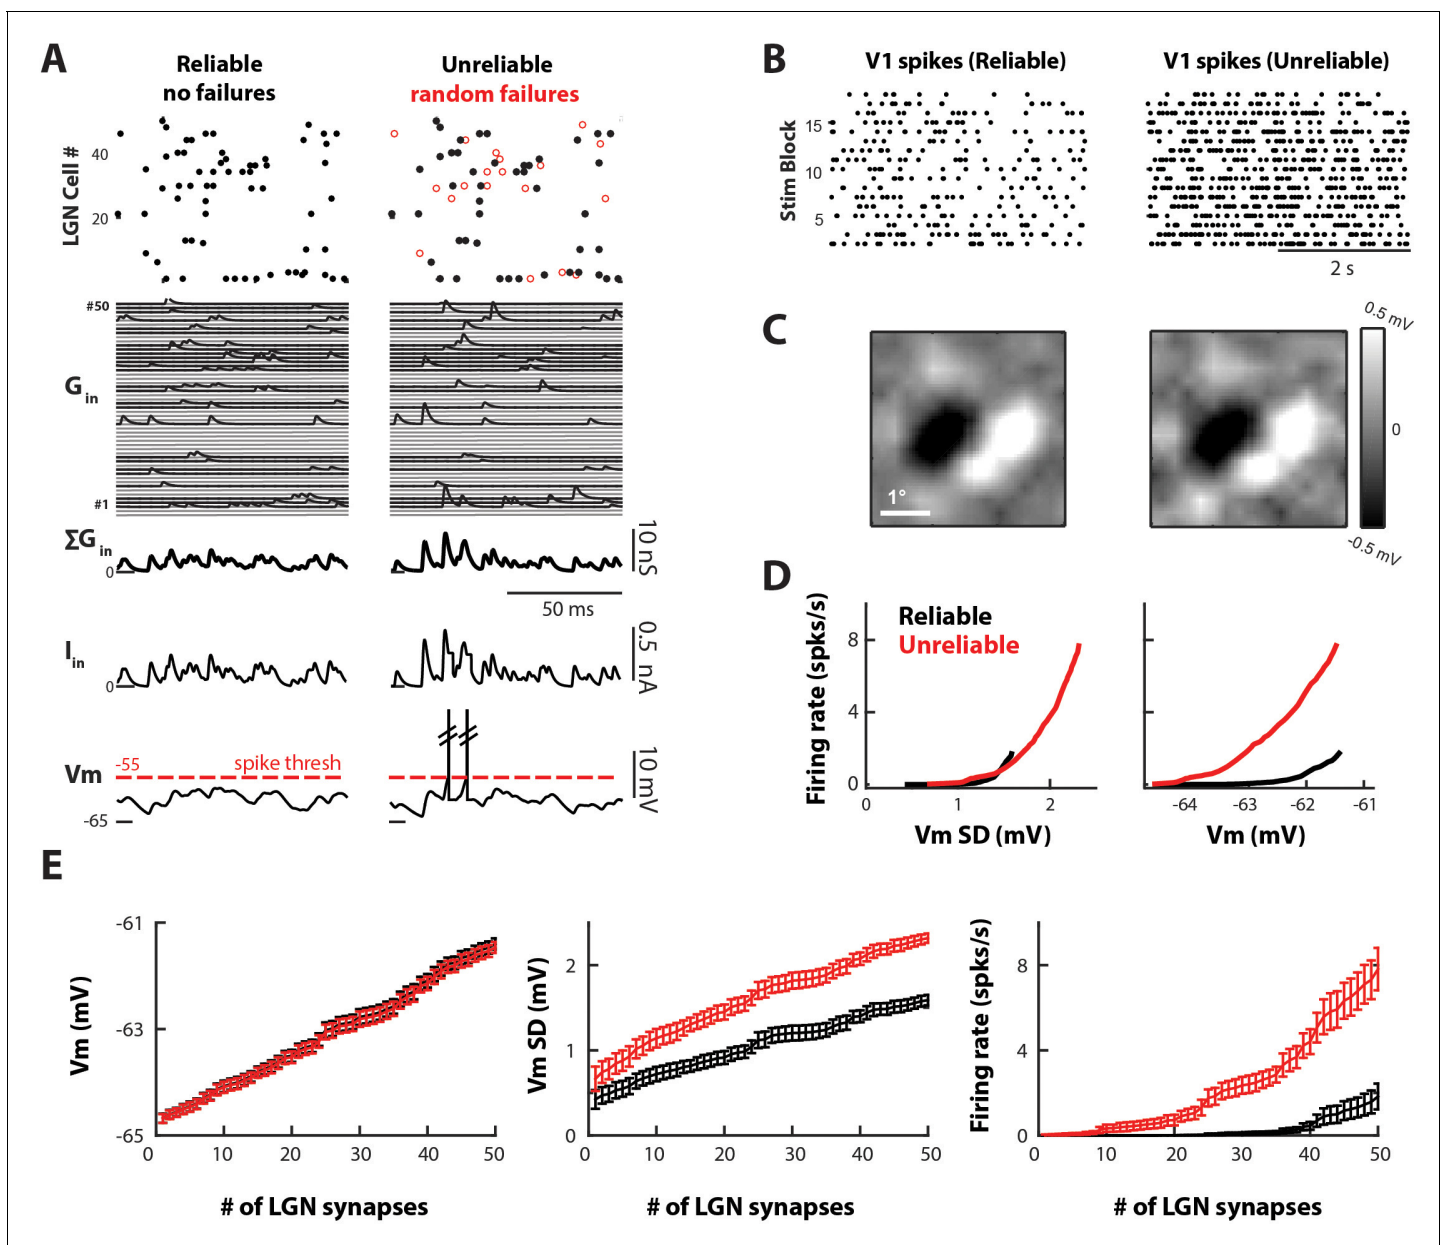 A
Reliable
no failures
Unreliable
random failures
LGN Cell #
40
20
#50
G in
#1
ΣG in
0
10 nS
50 ms
I in
0
0.5 nA
Vm
-55
spike thresh
-65
10 mV
B
V1 spikes (Reliable)
V1 spikes (Unreliable)
Stim Block
15
10
5
2 s
C
1°
0.5 mV
0
-0.5 mV
D
Firing rate (spks/s)
8
4
0
Reliable
Unreliable
0
1
2
Vm SD (mV)
-64
-63
-62
-61
Vm (mV)
E
Vm (mV)
-61
-63
-65
0
10
20
30
40
50
# of LGN synapses
Vm SD (mV)
2
1
0
0
10
20
30
40
50
# of LGN synapses
Firing rate (spks/s)
8
4
0
0
10
20
30
40
50
# of LGN synapses